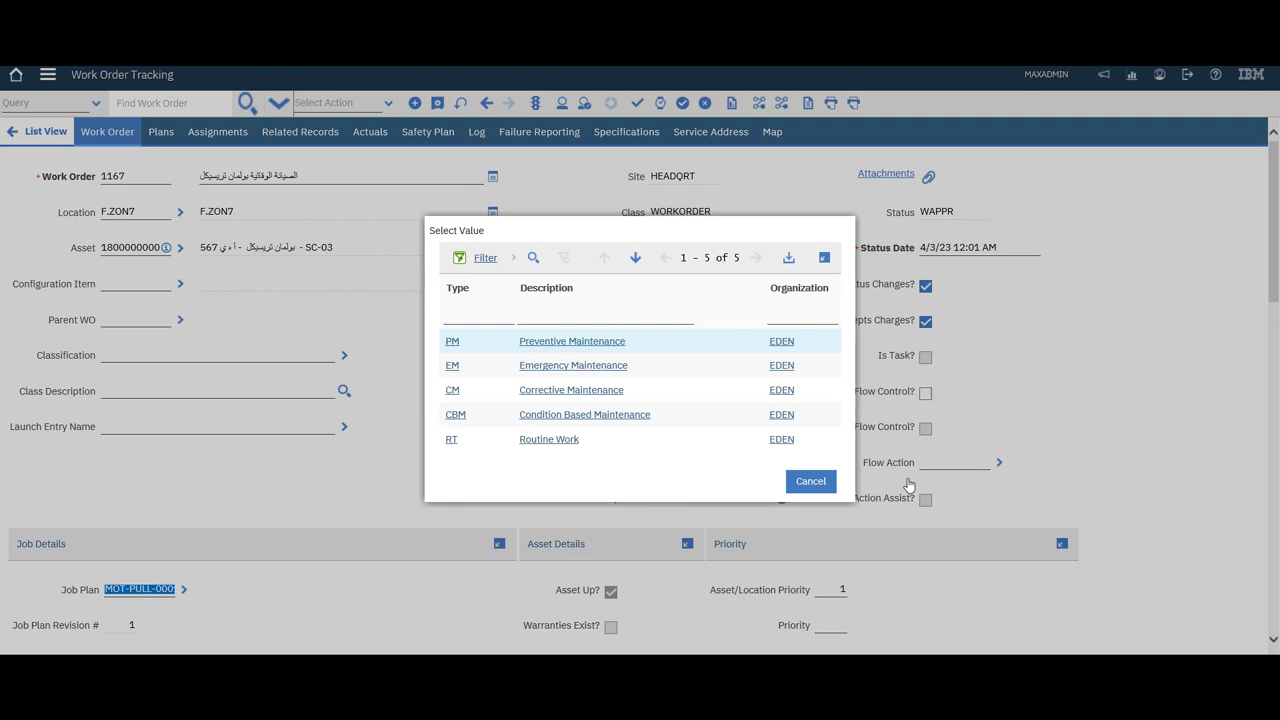 Work Order Tracking MAXADMIN IBM
Query Find Work Order Select Action
List View Work Order Plans Assignments Related Records Actuals Safety Plan Log Failure Reporting Specifications Service Address Map
Work Order 1167 الصيانة الوقائية بولمان تريسيكل Site HEADQRT Attachments
Location F.ZON7 F.ZON7 Class WORKORDER Status WAPPR
Asset 1800000000 567 بولمان تريسيكل - أ د ي - SC-03 Status Date 4/3/23 12:01 AM
Configuration Item tus Changes?
Parent WO epts Charges?
Classification Is Task?
Class Description Flow Control?
Launch Entry Name Flow Control?
Flow Action
Action Assist?
Select Value
Filter 1 - 5 of 5
Type Description Organization
PM Preventive Maintenance EDEN
EM Emergency Maintenance EDEN
CM Corrective Maintenance EDEN
CBM Condition Based Maintenance EDEN
RT Routine Work EDEN
Cancel
Job Details Asset Details Priority
Job Plan MOT-PULL-000 Asset Up? Asset/Location Priority 1
Job Plan Revision # 1 Warranties Exist? Priority